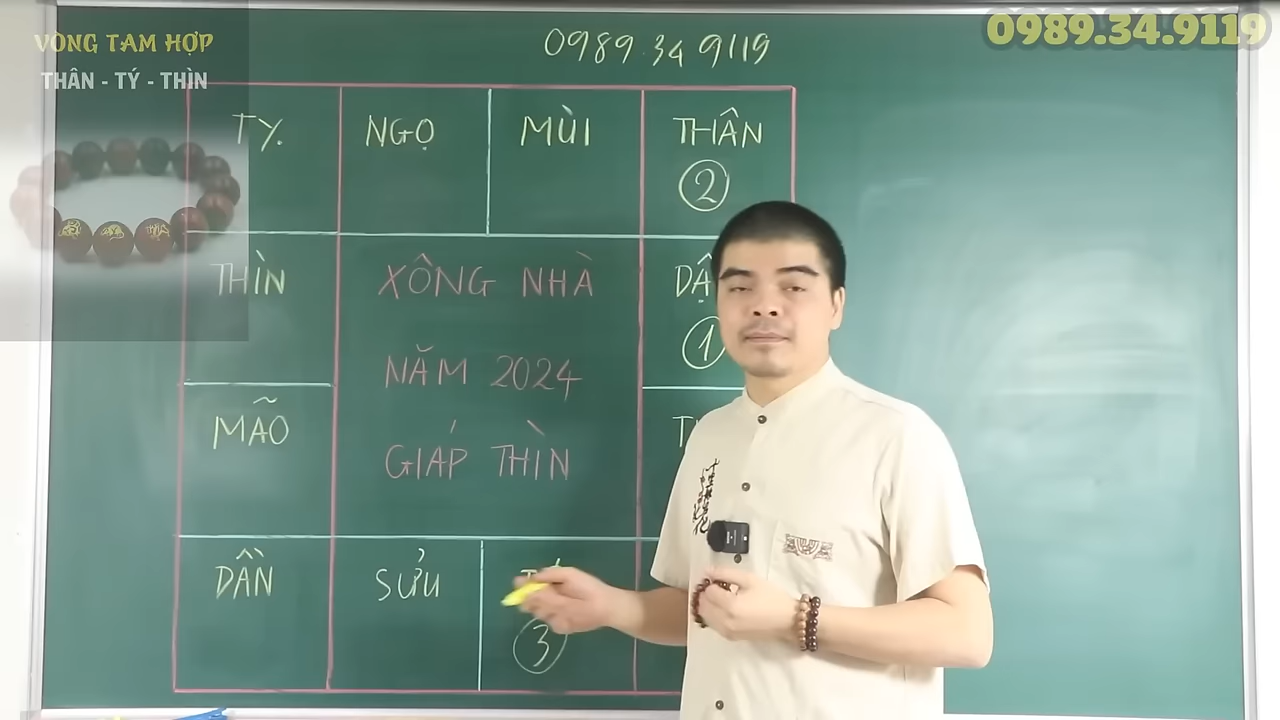 VÒNG TAM HỢP
THÂN - TÝ - THÌN
0989.34.9119
0989.34 9119
TỴ
NGỌ
MÙI
THÂN
2
THÌN
XÔNG NHÀ
DẬ
1
NĂM 2024
MÃO
GIÁP THÌN
DẦN
SỬU
3